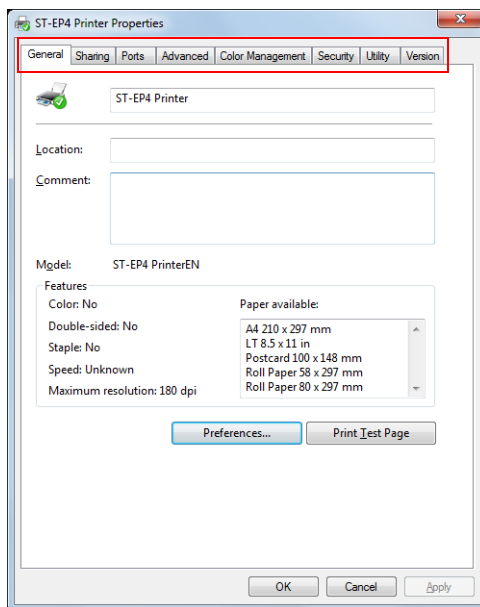 ST-EP4 Printer Properties
General Sharing Ports Advanced Color Management Security Utility Version
ST-EP4 Printer
Location:
Comment:
Model: ST-EP4 PrinterEN
Features
Color: No Paper available:
Double-sided: No
Staple: No
Speed: Unknown
Maximum resolution: 180 dpi
A4 210 x 297 mm
LT 8.5 x 11 in
Postcard 100 x 148 mm
Roll Paper 58 x 297 mm
Roll Paper 80 x 297 mm
Preferences... Print Test Page
OK Cancel Apply